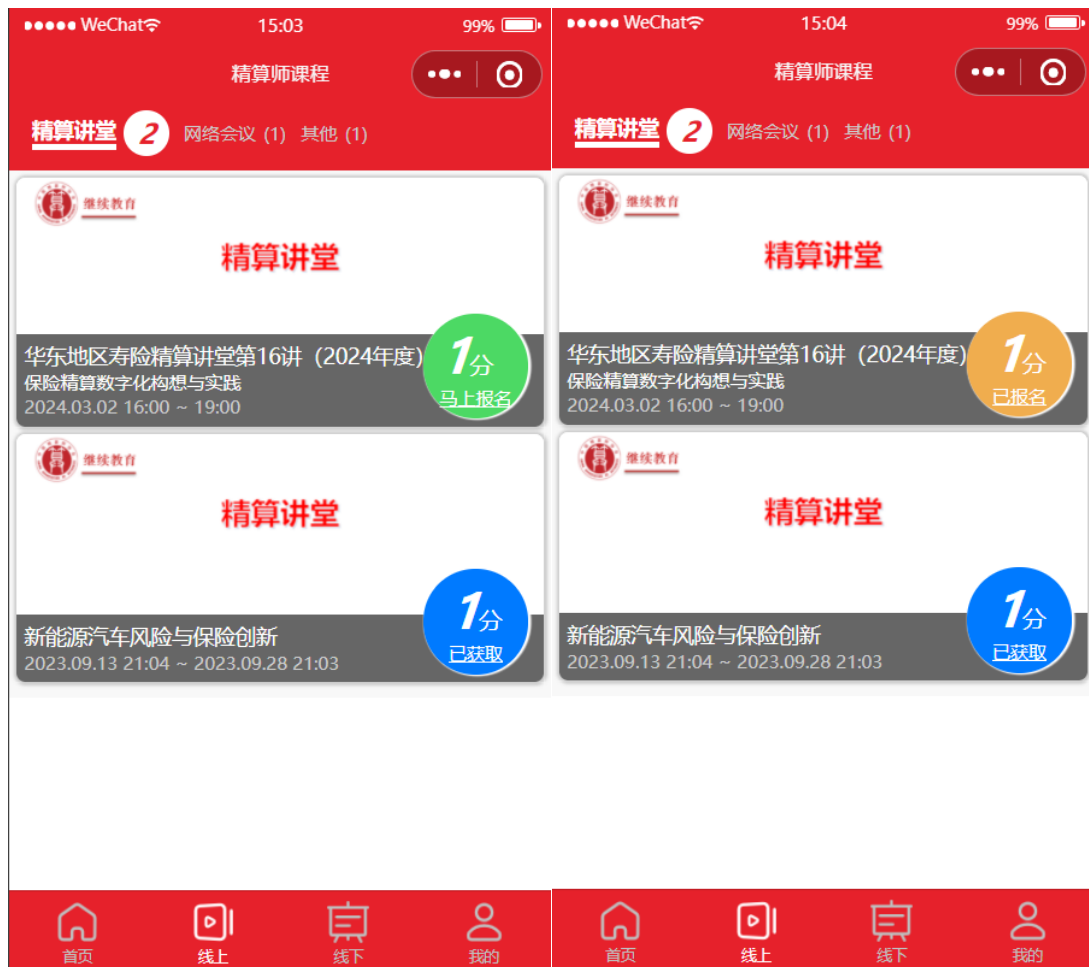 WeChat 15:03 99%
精算师课程
精算讲堂 2 网络会议 (1) 其他 (1)
继续教育
精算讲堂
华东地区寿险精算讲堂第16讲（2024年度）
保险精算数字化构想与实践
2024.03.02 16:00 ~ 19:00
1分
马上报名
继续教育
精算讲堂
新能源汽车风险与保险创新
2023.09.13 21:04 ~ 2023.09.28 21:03
1分
已获取
首页 线上 线下 我的
WeChat 15:04 99%
精算师课程
精算讲堂 2 网络会议 (1) 其他 (1)
继续教育
精算讲堂
华东地区寿险精算讲堂第16讲（2024年度）
保险精算数字化构想与实践
2024.03.02 16:00 ~ 19:00
1分
已报名
继续教育
精算讲堂
新能源汽车风险与保险创新
2023.09.13 21:04 ~ 2023.09.28 21:03
1分
已获取
首页 线上 线下 我的